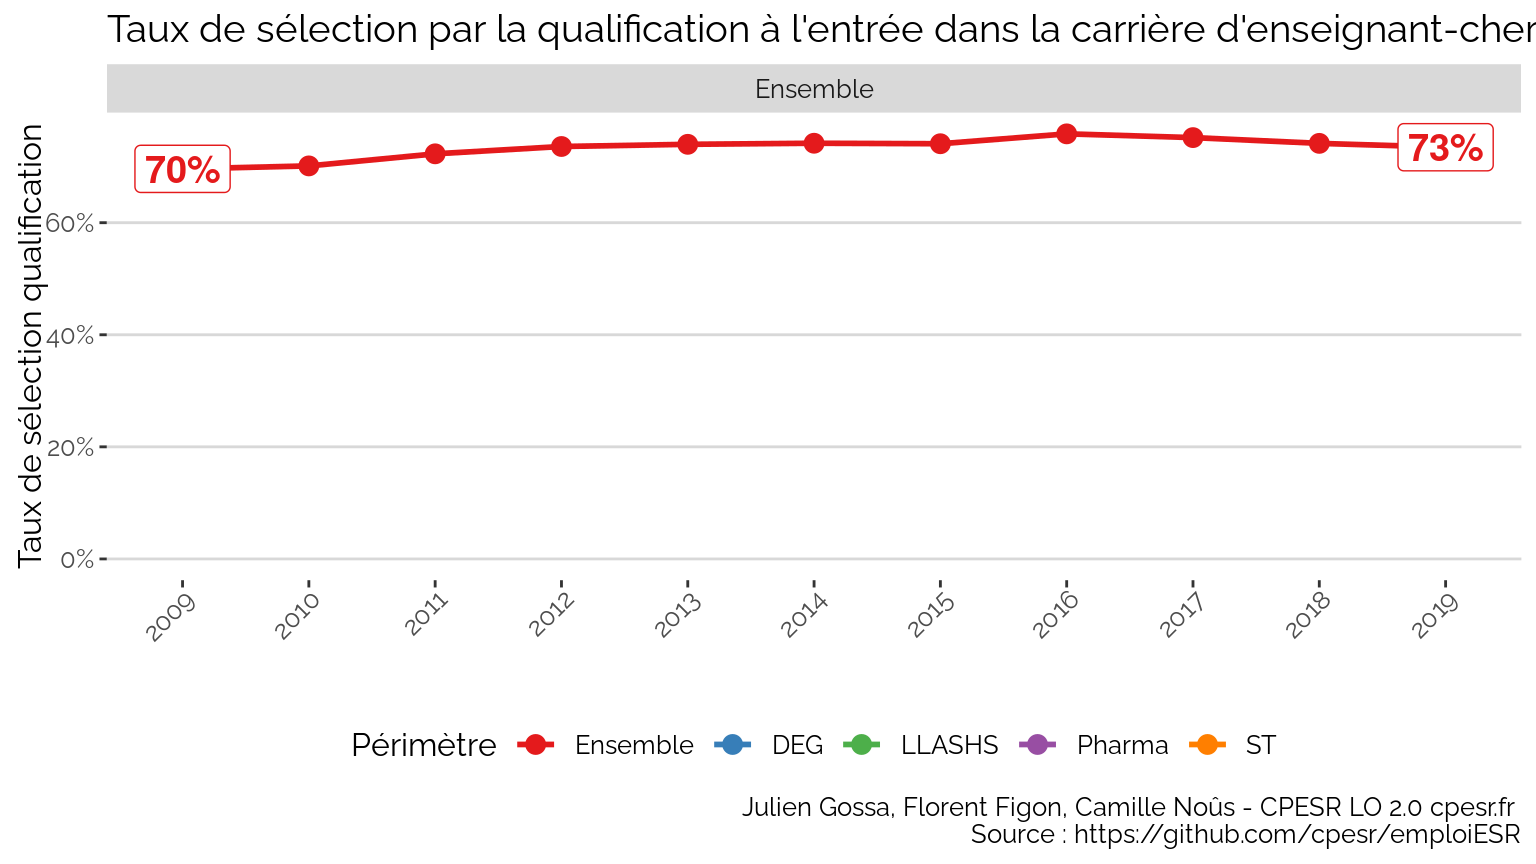 Taux de sélection par la qualification à l'entrée dans la carrière d'enseignant-cher
Ensemble
Taux de sélection qualification
60%
40%
20%
0%
70%
73%
2009
2010
2011
2012
2013
2014
2015
2016
2017
2018
2019
Périmètre Ensemble DEG LLASHS Pharma ST
Julien Gossa, Florent Figon, Camille Noûs - CPESR LO 2.0 cpesr.fr
Source : https://github.com/cpesr/emploiESR